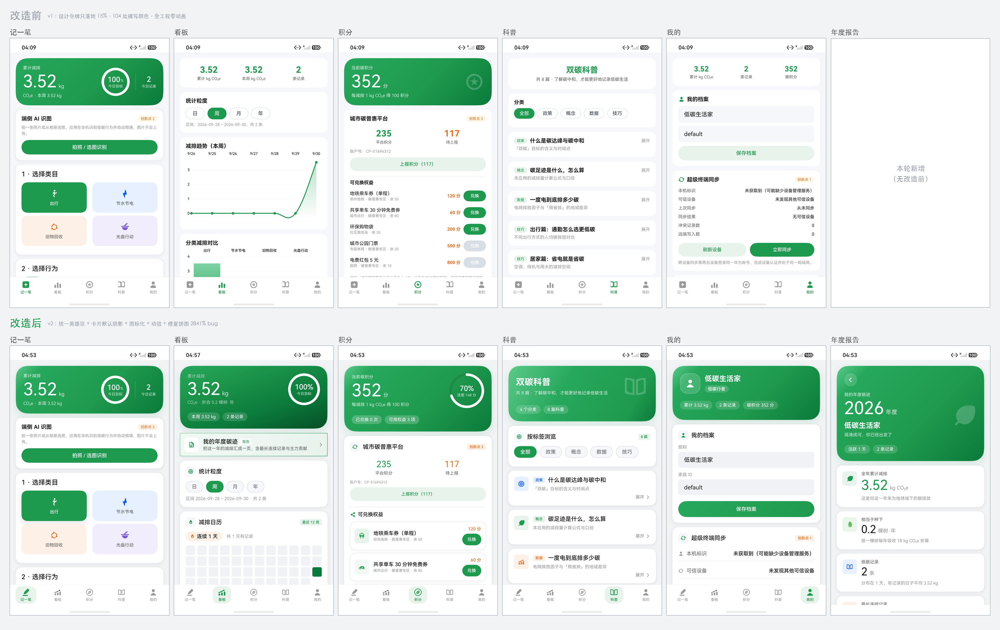 改造前 v1：设计令牌只落地 15%，104 处裸写颜色，全工程零动画
记一笔
04:09
100
累计减排
3.52 kg
CO₂e · 本周 3.52 kg
100%
今日目标
2
今日记录
端侧 AI 识图
创新点 2
拍一张照片或从相册选图，应用在本机识别低碳行为并自动预填，图片不会上
传。
拍照 / 选图识别
1 · 选择类目
出行
节水节电
旧物回收
光盘行动
2 · 选择行为
记一笔 看板 积分 科普 我的
看板
04:09
100
3.52 3.52 2
累计 kg CO₂e 本周 kg CO₂e 条记录
统计粒度
日 周 月 年
区间：2026-09-28 ~ 2026-09-30，共 2 条
减排趋势（本周）
9/24 9/25 9/26 9/27 9/28 9/29 9/30
3
2
1
0
分类减排对比
出行 节水节电 旧物回收 光盘行动
4
3
记一笔 看板 积分 科普 我的
积分
04:09
100
当前碳积分
352 分
每减排 1 kg CO₂e 得 100 积分
城市碳普惠平台
创新点 3
235 117
平台积分 待上报
账户号：CP-51694312
上报积分（117）
可兑换权益
地铁乘车券（单程）
郑州地铁 · 碳普惠专区 · 余 50
120 分 兑换
共享单车 30 分钟免费券
城市出行 · 碳普惠专区 · 余 80
60 分 兑换
环保购物袋
社区服务站 · 余 30
200 分 兑换
城市公园门票
市园林局 · 碳普惠专区 · 余 20
500 分 兑换
电费红包 5 元
国网 · 碳普惠专区 · 余 10
800 分 兑换
记一笔 看板 积分 科普 我的
科普
04:09
100
双碳科普
共 8 篇 · 了解碳中和，才能更好地记录低碳生活
分类
全部 政策 概念 数据 技巧
政策 什么是碳达峰与碳中和 展开
「双碳」目标的含义与时间点
概念 碳足迹是什么，怎么算 展开
本应用的减排量计算公式与口径
数据 一度电到底排多少碳 展开
电网排放因子与「用省排」的地域差异
技巧 出行篇：通勤怎么选更低碳 展开
不同出行方式的人均碳排放对比
技巧 居家篇：省电就是省碳 展开
空调、待机与用水的减排空间
记一笔 看板 积分 科普 我的
我的
04:09
100
3.52 2 352
累计 kg CO₂e 条记录 碳积分
我的档案
低碳生活家
default
保存档案
超级终端同步
创新点 1
本机标识 未获取到（可能缺少设备管理服务）
可信设备 未发现其他可信设备
上次同步 从未同步
同步结果 无可信设备
冲突记录数 0
远端写入数 0
刷新设备 立即同步
跨设备同步需两台设备登录同一华为账号、完成设备认证并处于同一局域网。
记一笔 看板 积分 科普 我的
年度报告
本轮新增
（无改造前）
改造后 v2：统一英雄区 + 卡片默认阴影 + 图标化 + 动效 + 修复饼图 2841% bug
记一笔
04:53
100
累计减排
3.52 kg
CO₂e · 本周 3.52 kg
100%
今日目标
2
今日记录
端侧 AI 识图
创新点 2
拍一张照片或从相册选图，应用在本机识别低碳行为并自动预填，图片不会上
传。
拍照 / 选图识别
1 · 选择类目
出行
节水节电
旧物回收
光盘行动
2 · 选择行为
记一笔 看板 积分 科普 我的
看板
04:57
100
累计减排
3.52 kg
CO₂e · 折合 0.2 棵树·年
100%
今日目标
本周 3.52 kg 2 条记录
我的年度碳迹 报告
把这一年的减排汇成一页，含最长连续记录与主力贡献
统计粒度
日 周 月 年
区间 2026-09-28 ~ 2026-09-30 · 共 2 条
减排日历
最近 12 周
连续 1 天 共 1 天有记录
记一笔 看板 积分 科普 我的
积分
04:53
100
当前碳积分
352 分
每减排 1 kg CO₂e 得 100 积分
70%
还差 148 分
已兑换 0 次 可用权益 3 项
城市碳普惠平台
创新点 3
235 117
平台积分 待上报
账户号：CP-51694312
上报积分（117）
可兑换权益
地铁乘车券（单程）
郑州地铁 · 碳普惠专区 · 余 50
120 分
兑换
共享单车 30 分钟免费券
城市出行 · 碳普惠专区 · 余 80
60 分
兑换
记一笔 看板 积分 科普 我的
科普
04:53
100
双碳科普
共 8 篇 · 了解碳中和，才能更好地记录低碳生活
4 个分类 8 篇科普
按标签浏览
8 篇
全部 政策 概念 数据 技巧
政策 什么是碳达峰与碳中和
「双碳」目标的含义与时间点
展开
概念 碳足迹是什么，怎么算
本应用的减排量计算公式与口径
展开
数据 一度电到底排多少碳
电网排放因子与「用省排」的地域差异
展开
记一笔 看板 积分 科普 我的
我的
04:53
100
低碳生活家
低碳行者
累计 3.52 kg 2 条记录 碳积分 352 分
我的档案
昵称
低碳生活家
家庭 ID
default
保存档案
超级终端同步
创新点 1
本机标识 未获取到（可能缺少设备管理服务）
可信设备 未发现其他可信设备
记一笔 看板 积分 科普 我的
年度报告
04:53
100
我的年度碳迹
2026 年度
低碳生活家
涓滴成河，你已经出发了
活跃 1 天 2 条记录
全年累计减排
3.52 kg CO₂e
这是你这一年来为地球减下的碳排放
相当于种下
0.2 棵树·年
按一棵树每年吸收 18 kg CO₂e 折算
低碳记录
2 条
分布在 1 天，有记录的日子平均 3.52 kg
最长连续记录